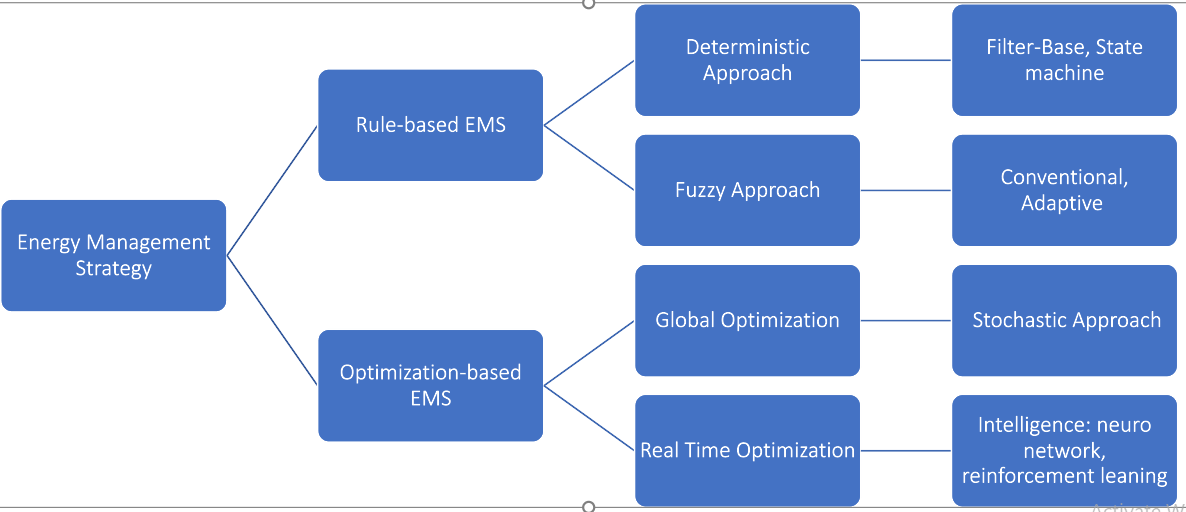 Energy Management
Strategy
Rule-based EMS
Optimization-based
EMS
Deterministic
Approach
Fuzzy Approach
Global Optimization
Real Time Optimization
Filter-Base, State
machine
Conventional,
Adaptive
Stochastic Approach
Intelligence: neuro
network,
reinforcement leaning